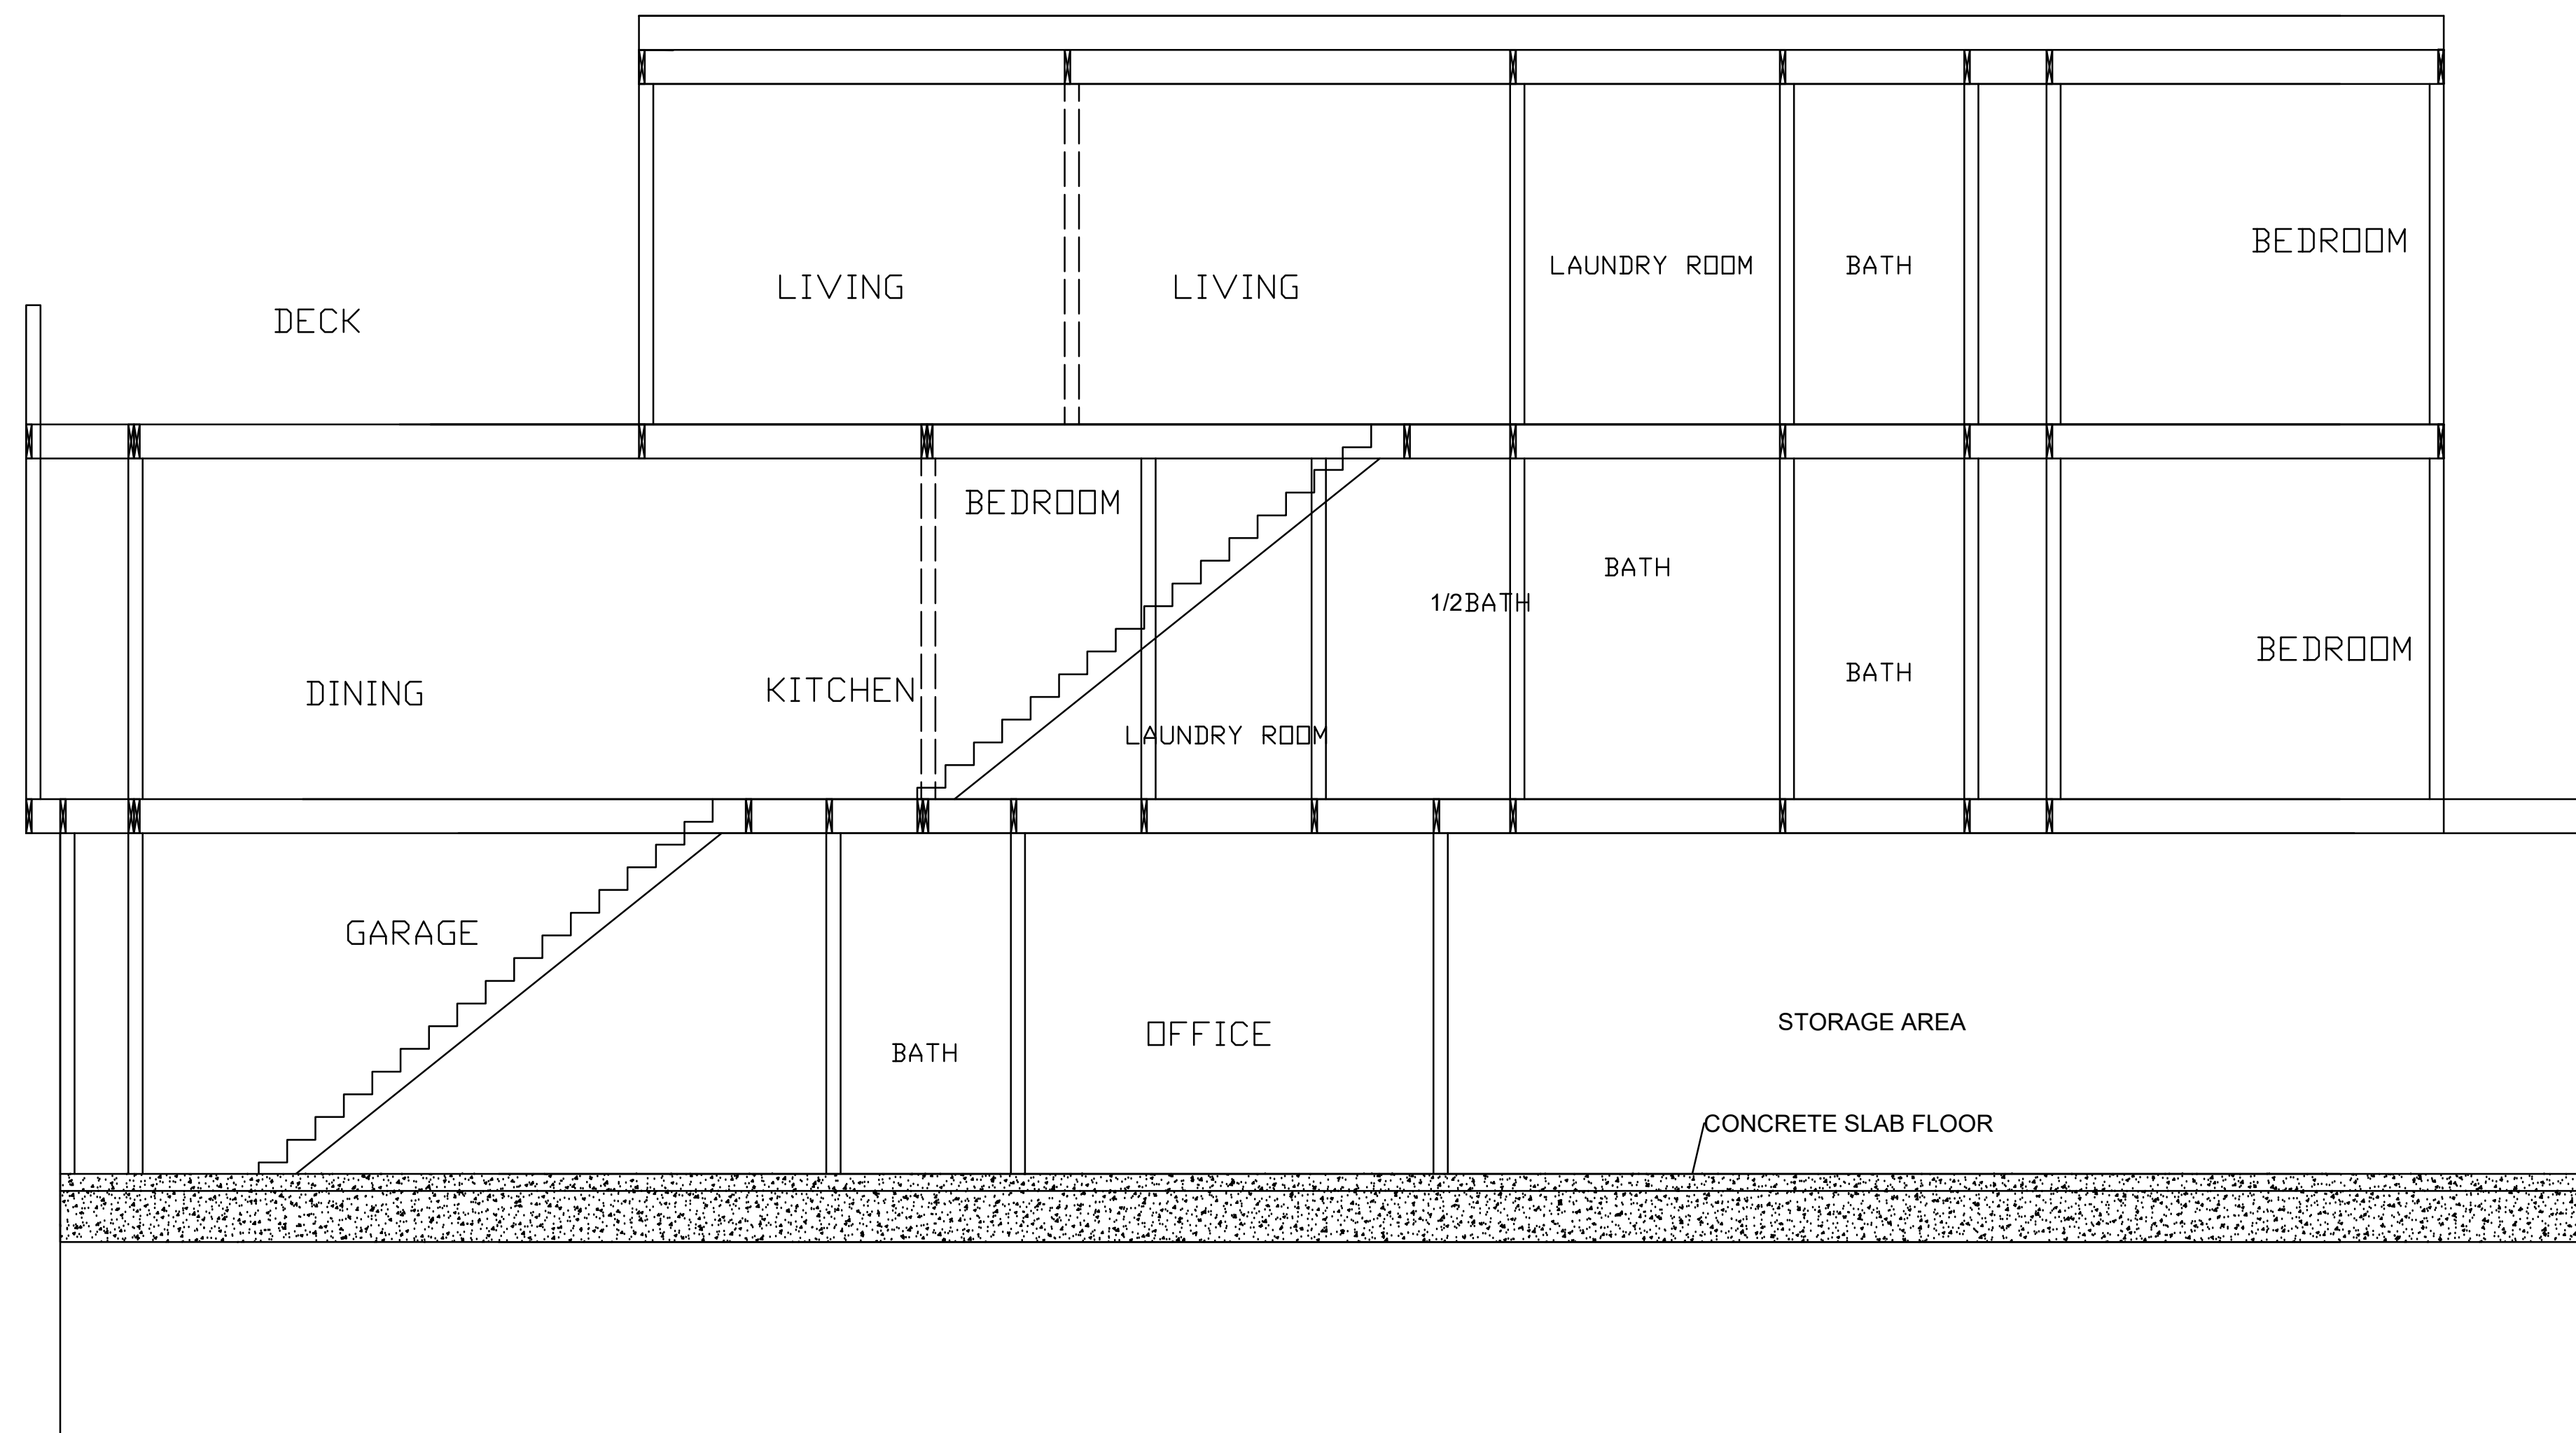 DECK
LIVING
LIVING
LAUNDRY ROOM
BATH
BEDROOM
DINING
KITCHEN
BEDROOM
LAUNDRY ROOM
1/2BATH
BATH
BATH
BEDROOM
GARAGE
BATH
OFFICE
STORAGE AREA
CONCRETE SLAB FLOOR